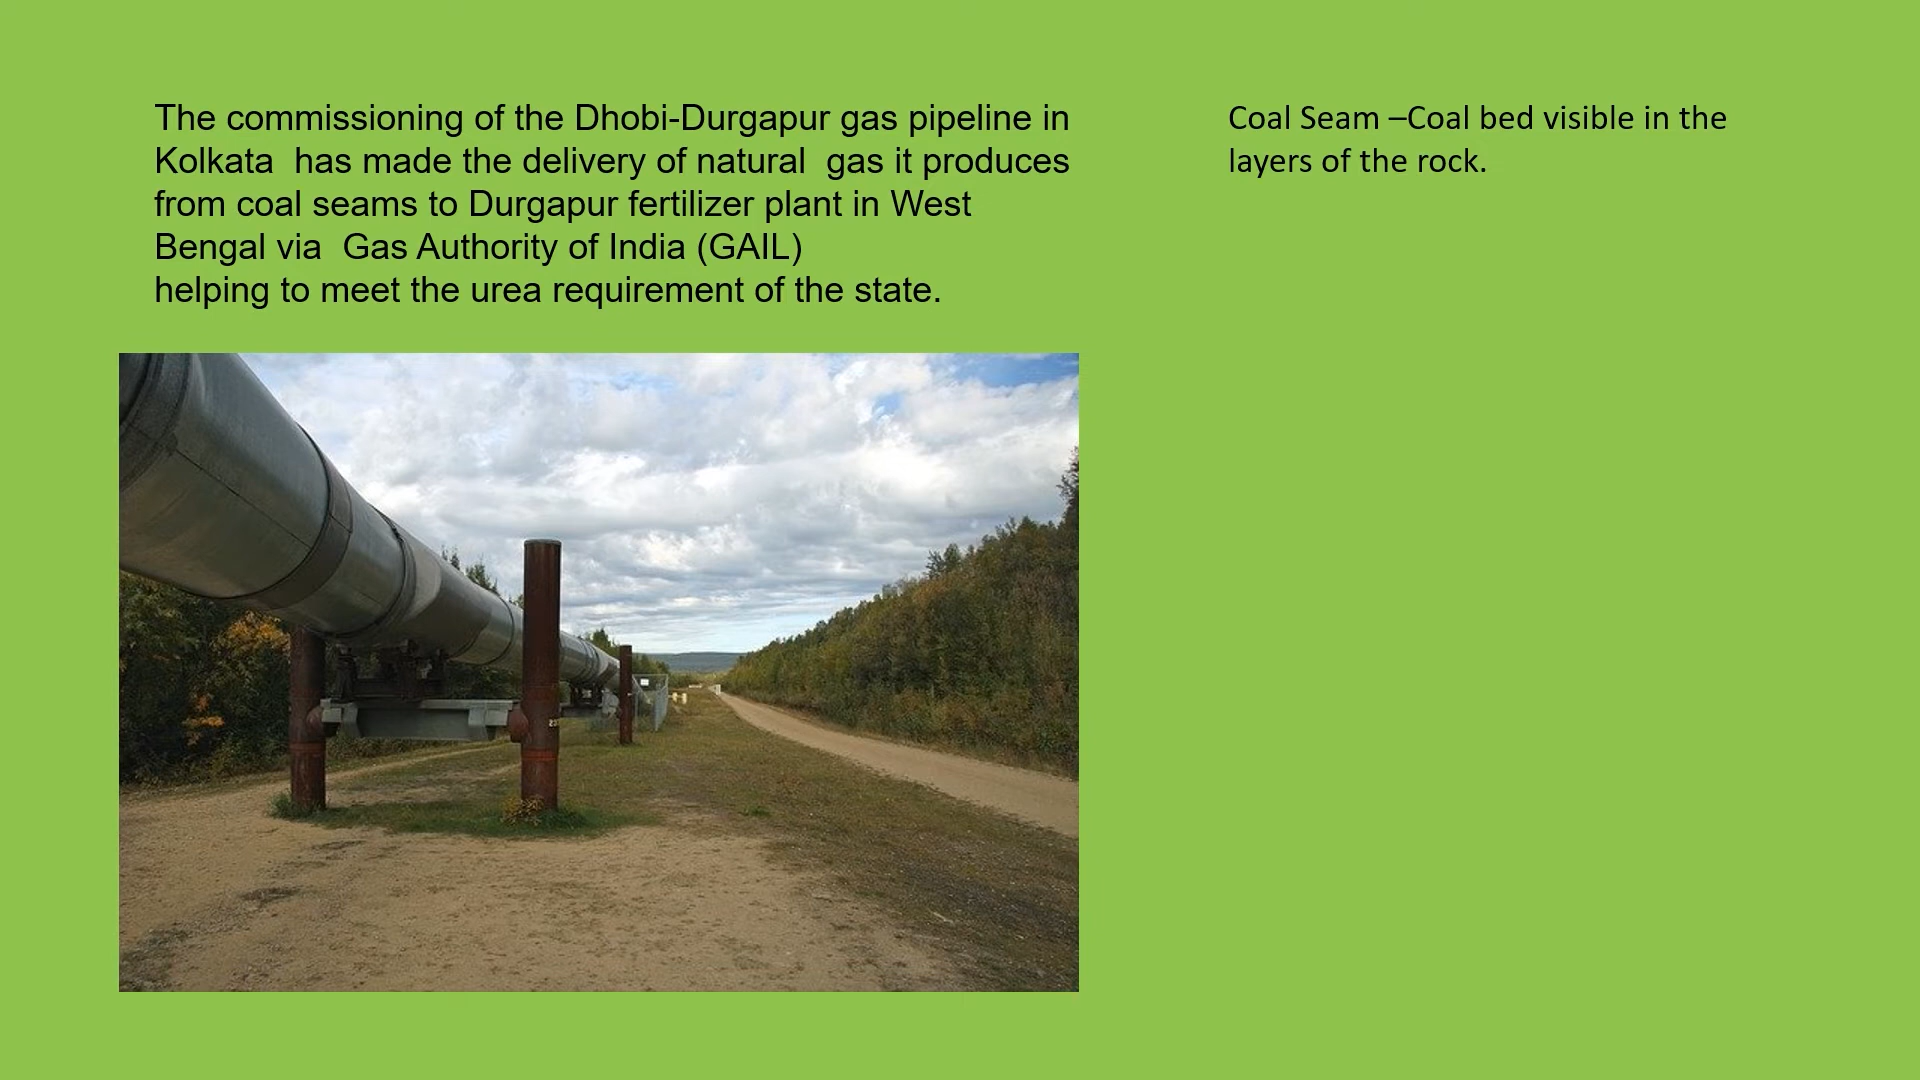 The commissioning of the Dhobi-Durgapur gas pipeline in
Kolkata  has made the delivery of natural  gas it produces
from coal seams to Durgapur fertilizer plant in West
Bengal via  Gas Authority of India (GAIL)
helping to meet the urea requirement of the state.
Coal Seam –Coal bed visible in the
layers of the rock.